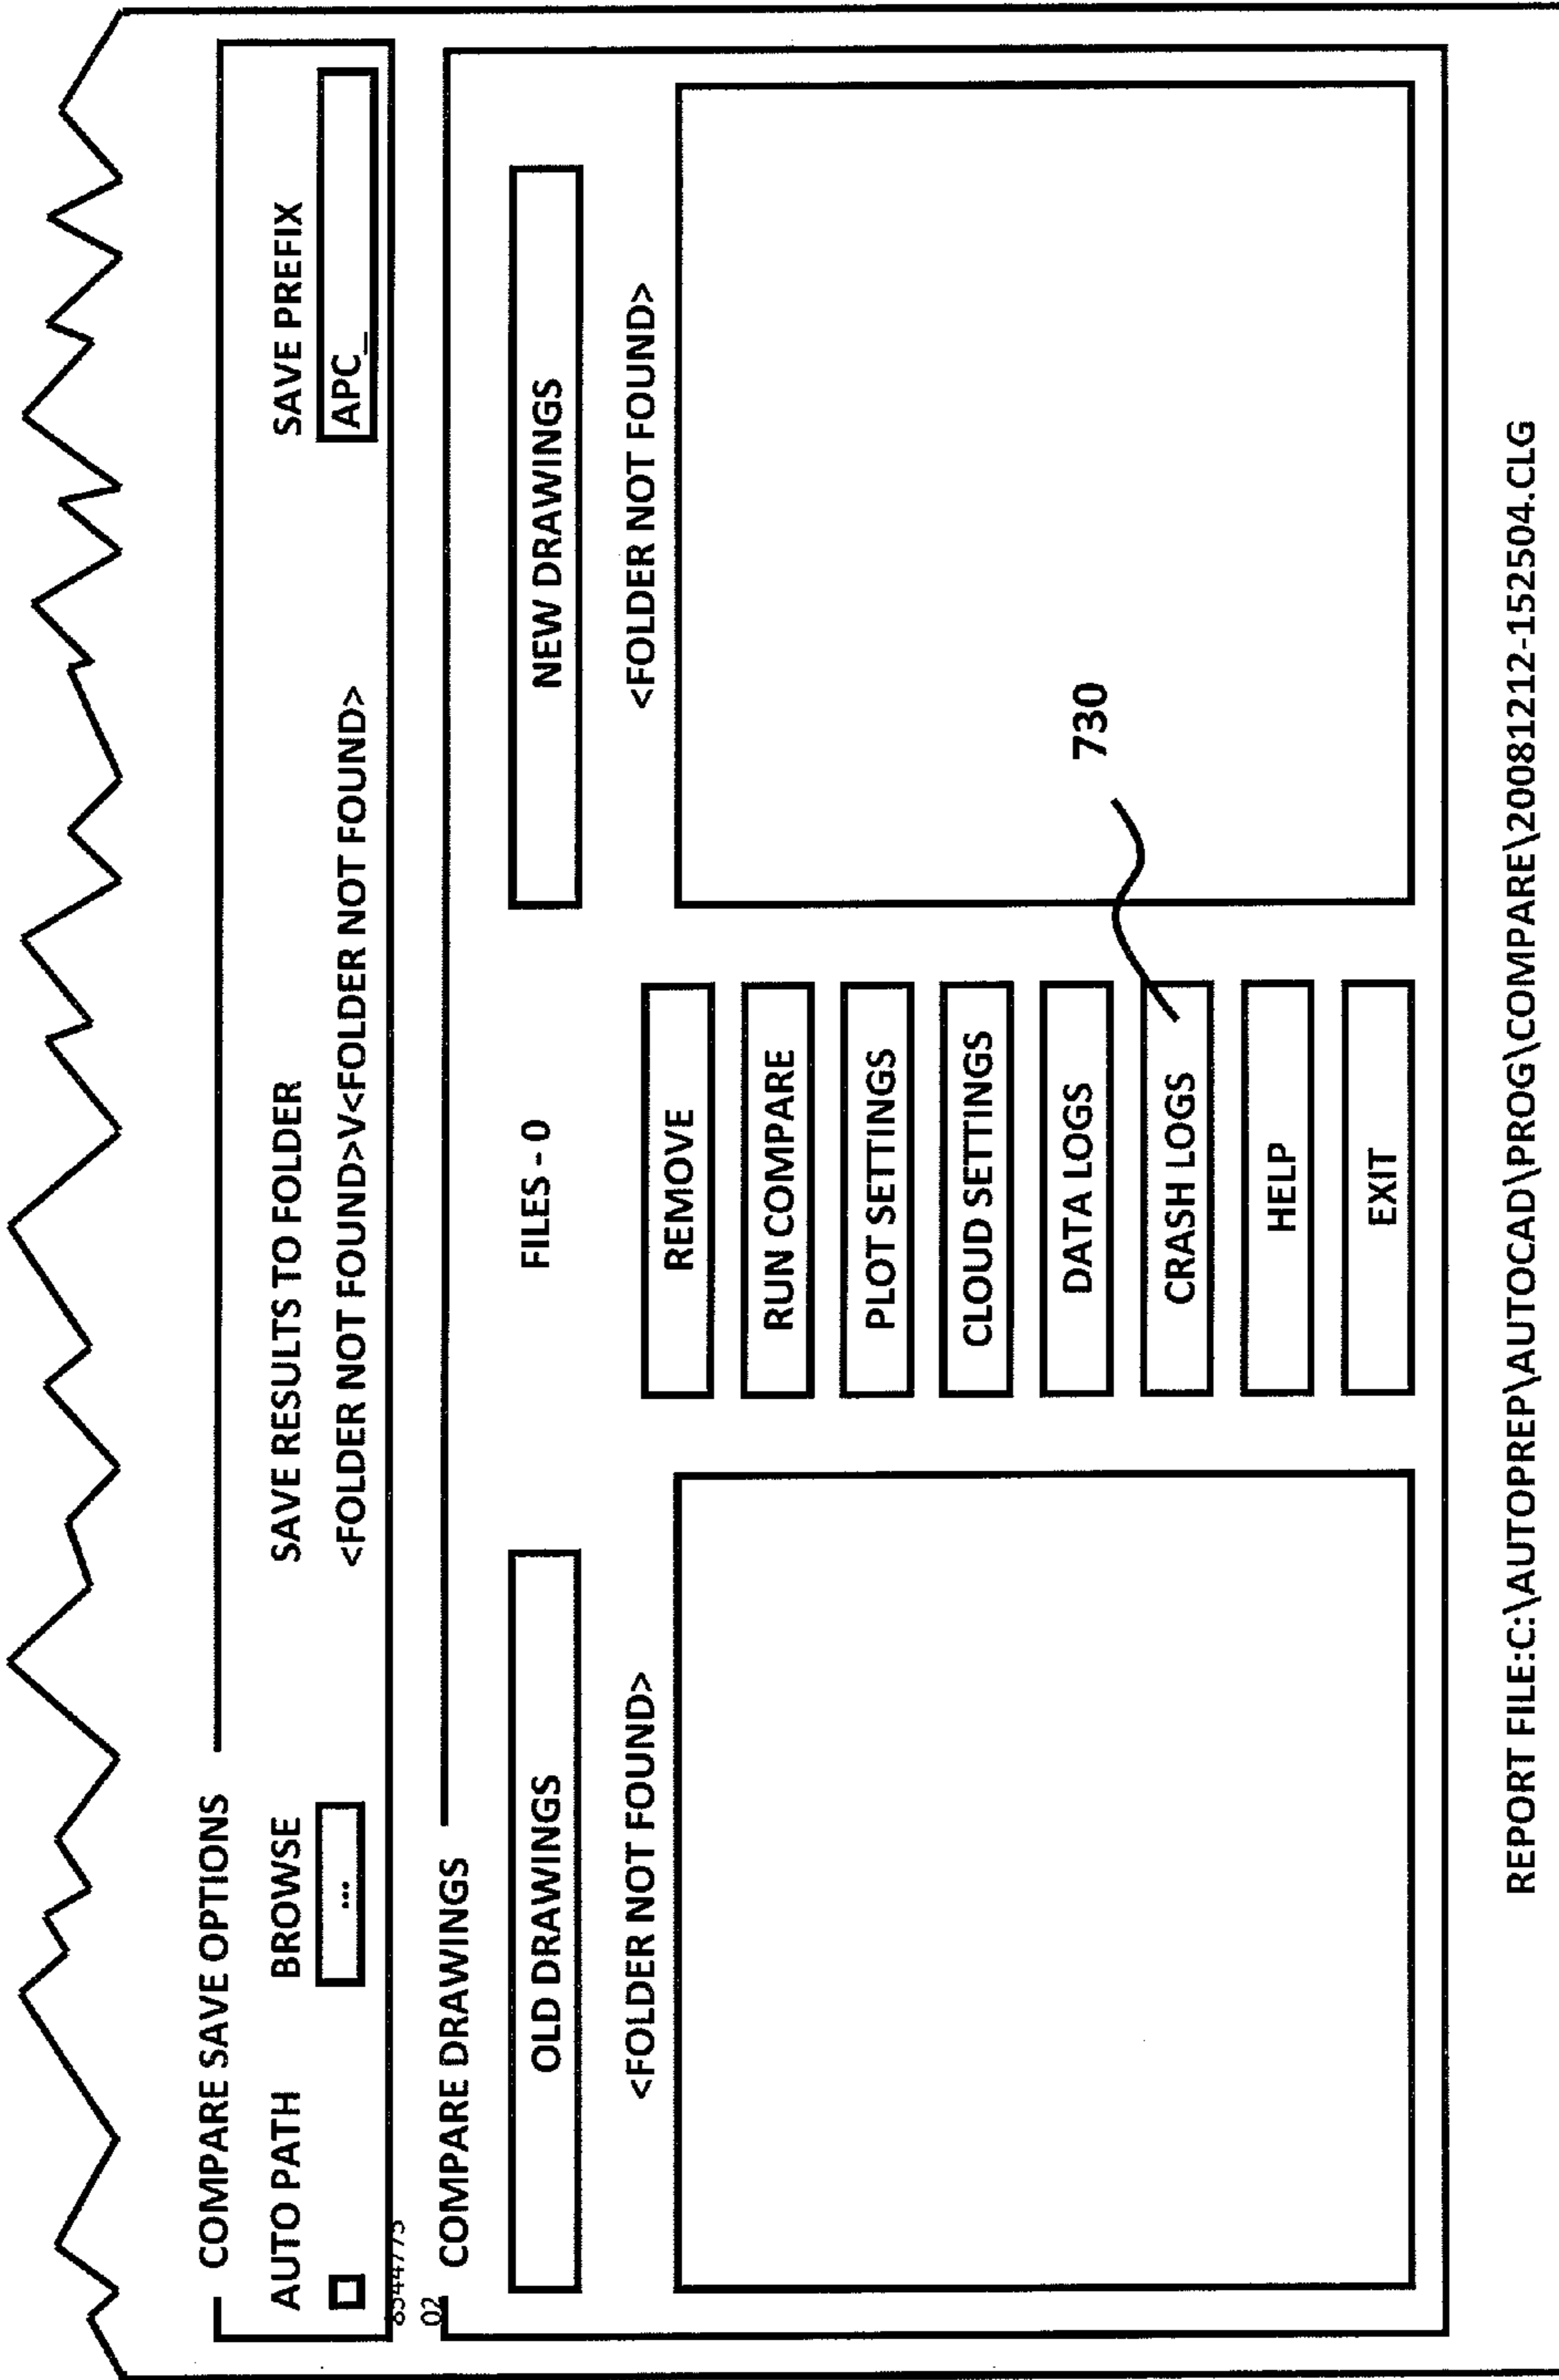 COMPARE SAVE OPTIONS
AUTO PATH BROWSE SAVE RESULTS TO FOLDER SAVE PREFIX
... <FOLDER NOT FOUND>V<FOLDER NOT FOUND> APC_
02
COMPARE DRAWINGS
OLD DRAWINGS FILES - 0 NEW DRAWINGS
<FOLDER NOT FOUND> <FOLDER NOT FOUND>
REMOVE
RUN COMPARE
PLOT SETTINGS
CLOUD SETTINGS
DATA LOGS
CRASH LOGS
730
HELP
EXIT
REPORT FILE:C:\AUTOPREP\AUTOCAD\PROG\COMPARE\20081212-152504.CLG